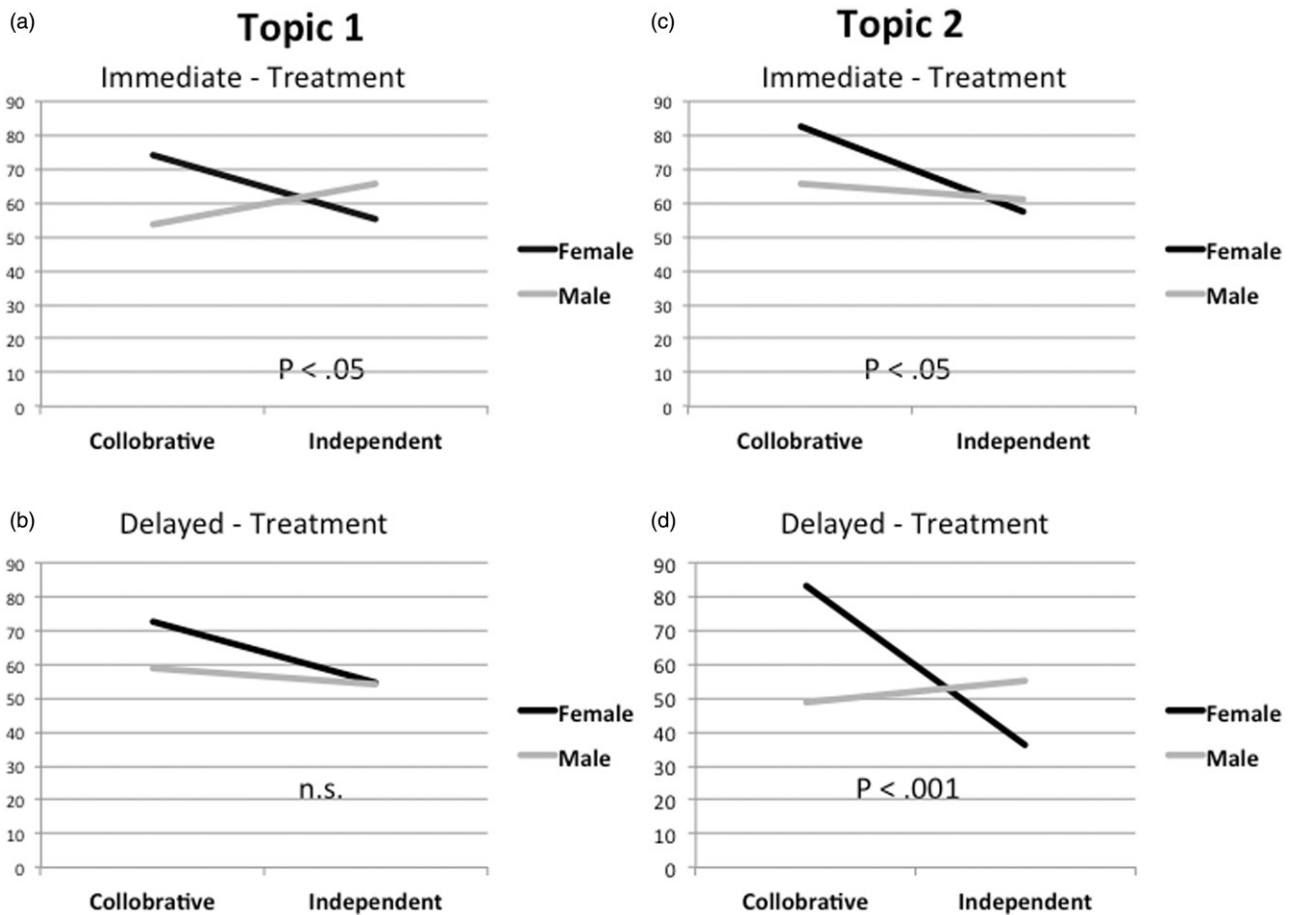 (a)
Topic 1
Immediate - Treatment
90
80
70
60
50
40
30
20
10
0
P < .05
Collobrative
Independent
Female
Male
(c)
Topic 2
Immediate - Treatment
90
80
70
60
50
40
30
20
10
0
P < .05
Collobrative
Independent
Female
Male
(b)
Delayed - Treatment
90
80
70
60
50
40
30
20
10
0
n.s.
Collobrative
Independent
Female
Male
(d)
Delayed - Treatment
90
80
70
60
50
40
30
20
10
0
P < .001
Collobrative
Independent
Female
Male